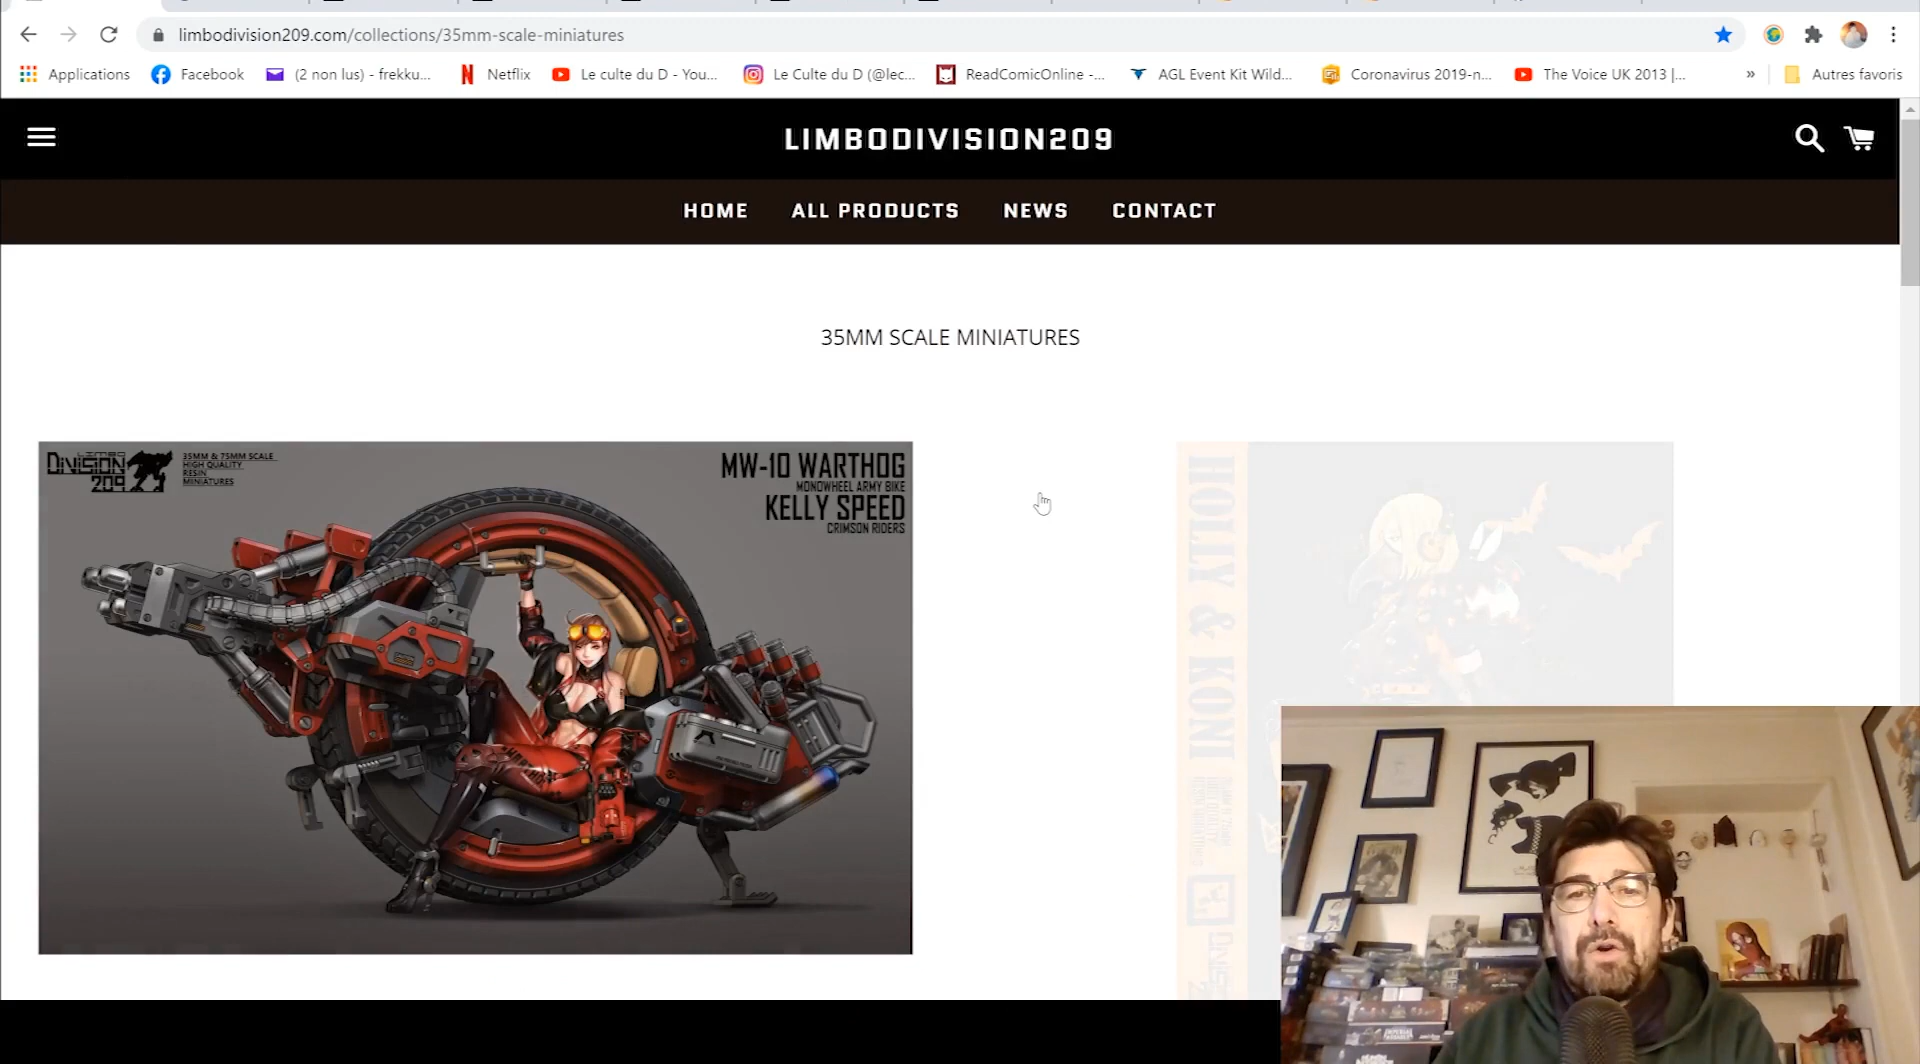 limbodivision209.com/collections/35mm-scale-miniatures
Applications
Facebook
(2 non lus) - frekku...
Netflix
Le culte du D - You...
Le Culte du D (@lec...
ReadComicOnline -...
AGL Event Kit Wild...
Coronavirus 2019-n...
The Voice UK 2013 |...
»
Autres favoris
LIMBODIVISION209
HOME
ALL PRODUCTS
NEWS
CONTACT
35MM SCALE MINIATURES
LIMBO
DIVISION
209
35MM & 75MM SCALE
HIGH QUALITY
RESIN
MINIATURES
MW-10 WARTHOG
MONOWHEEL ARMY BIKE
KELLY SPEED
CRIMSON RIDERS
HOLLY & KONI